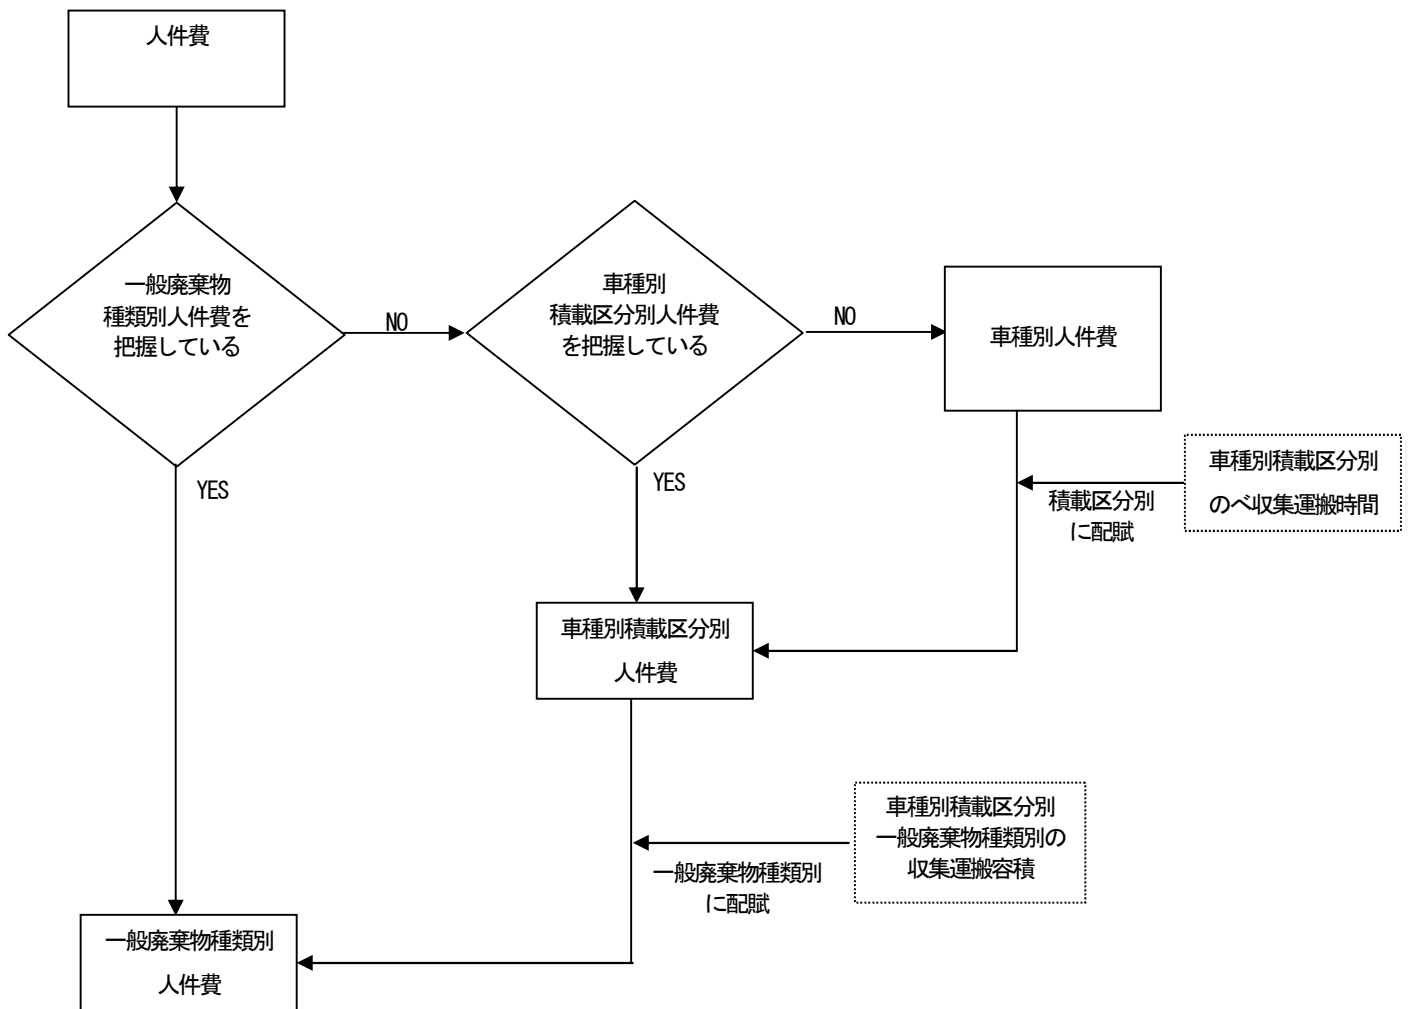 人件費
一般廃棄物
種類別人件費を
把握している
NO
車種別
積載区分別人件費
を把握している
NO
車種別人件費
YES
YES
車種別積載区分別
のべ収集運搬時間
積載区分別
に配賦
車種別積載区分別
人件費
車種別積載区分別
一般廃棄物種類別の
収集運搬容積
一般廃棄物種類別
に配賦
一般廃棄物種類別
人件費